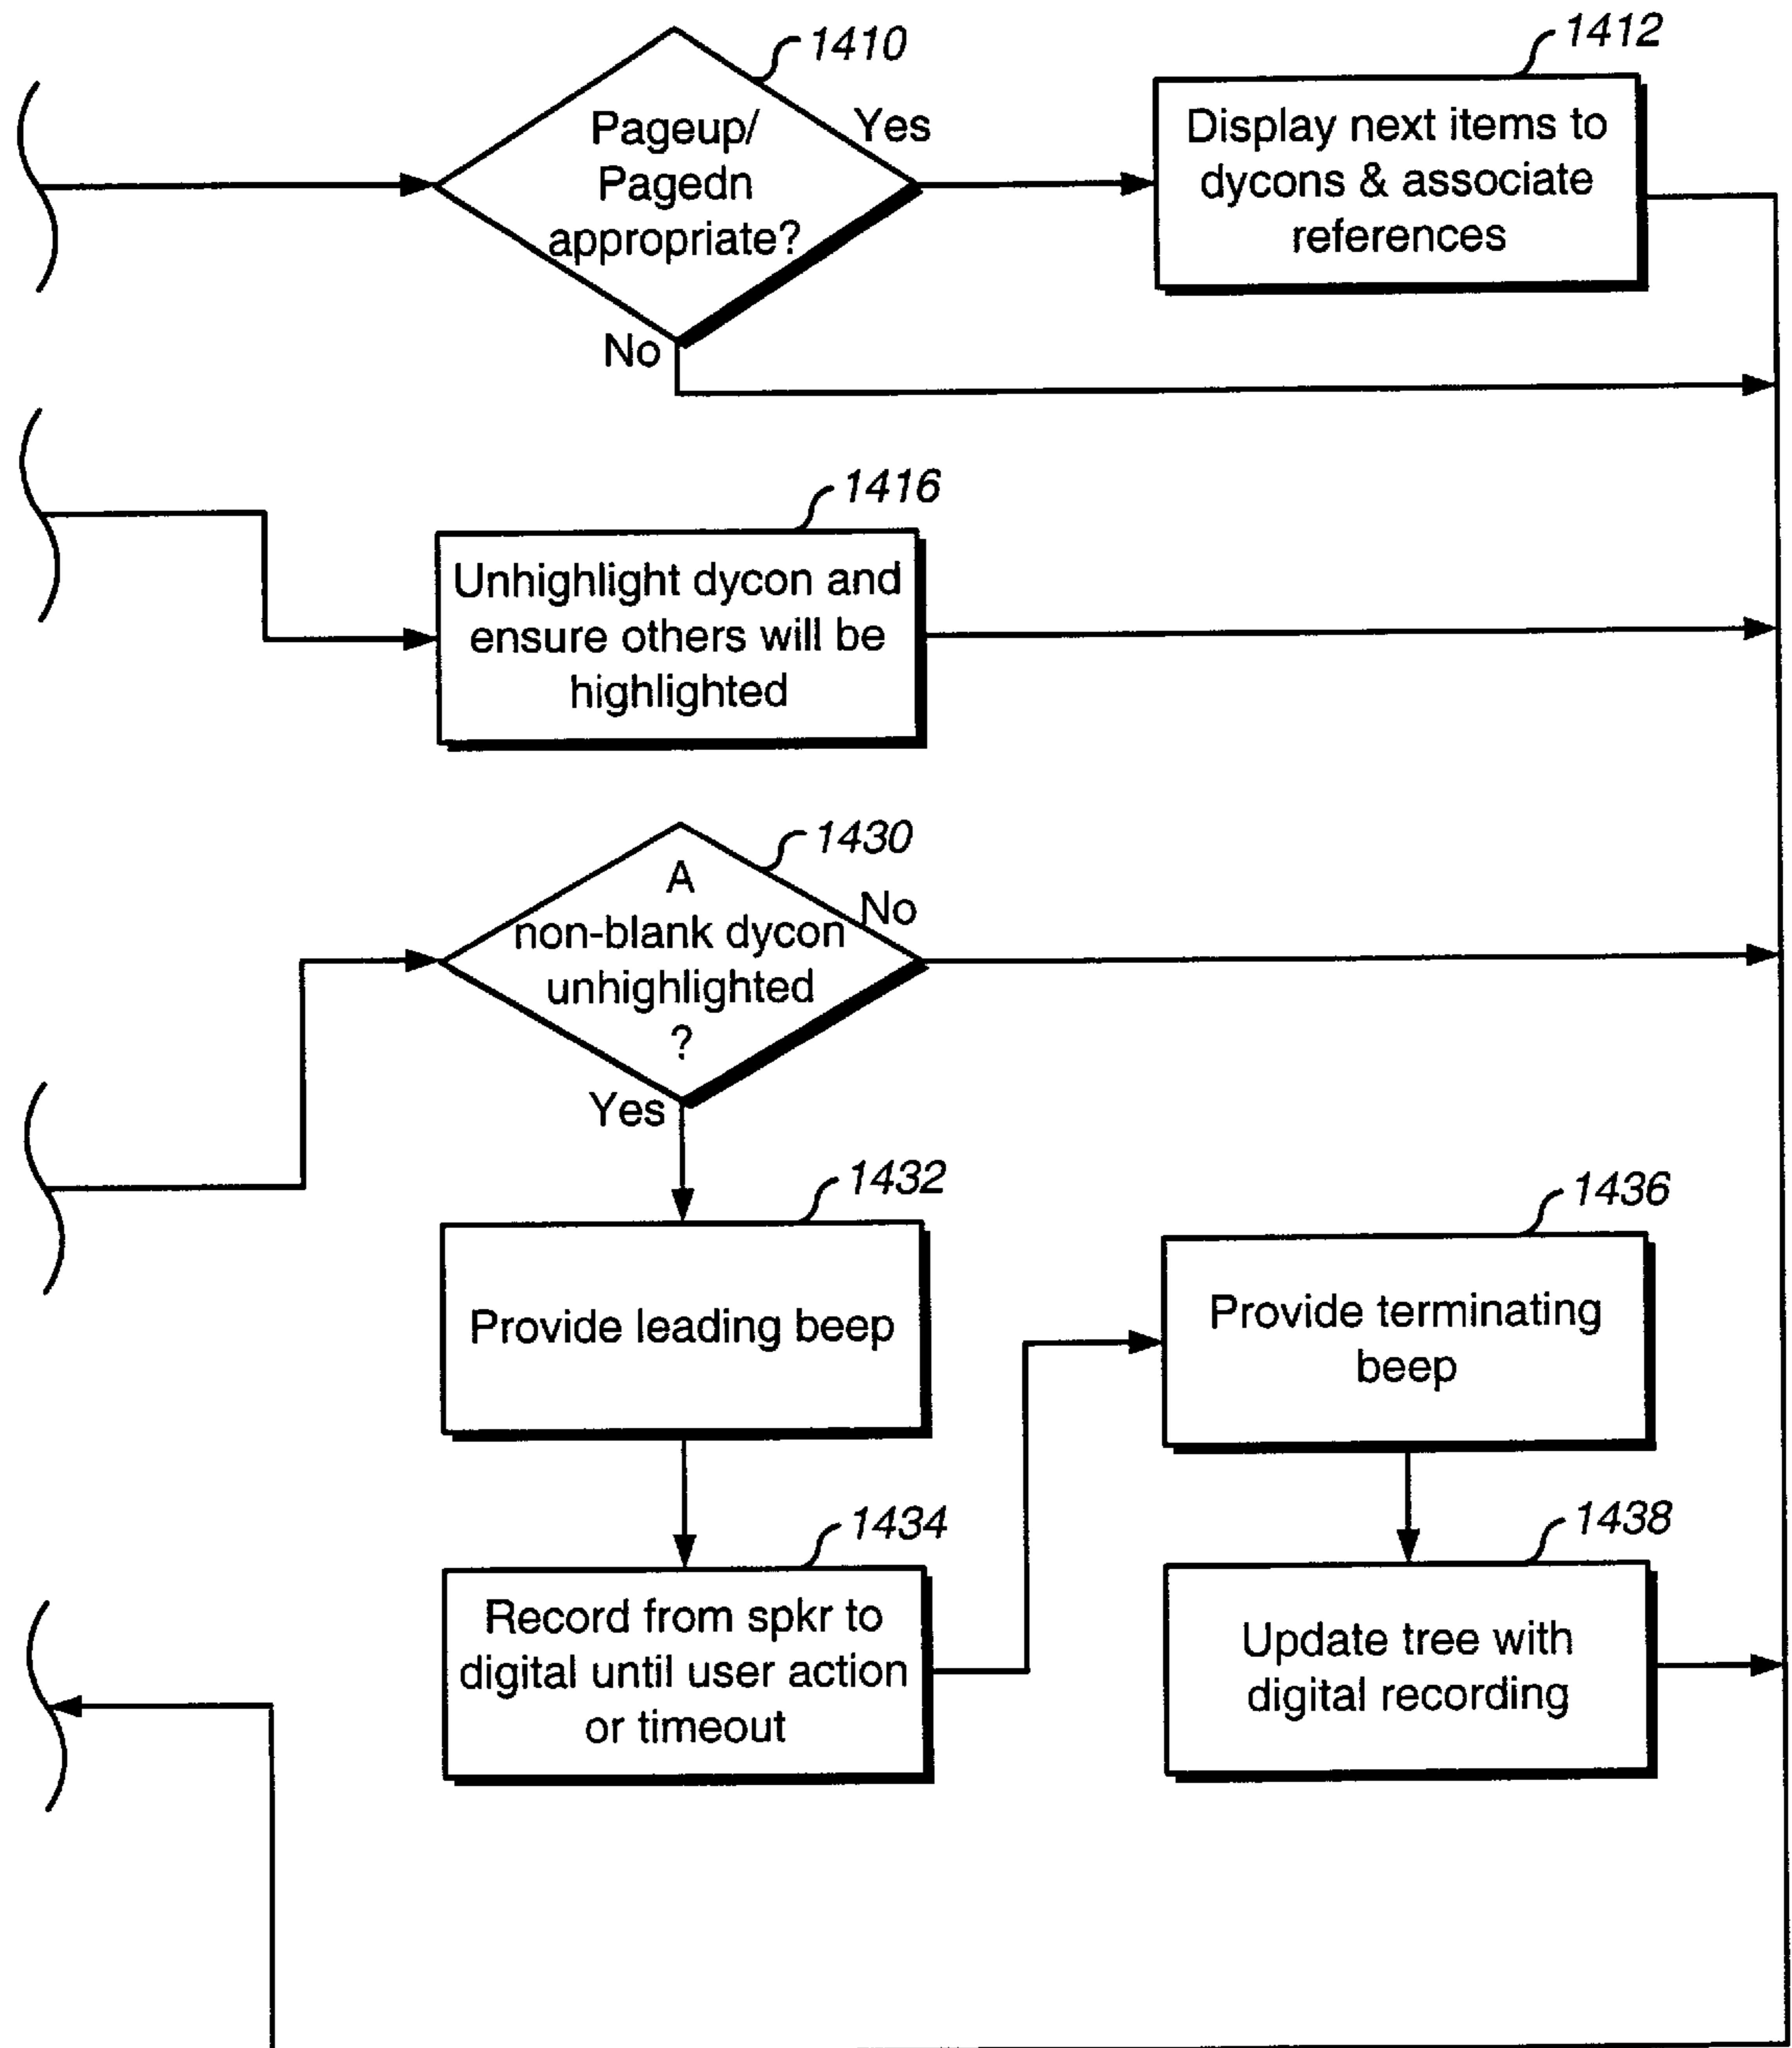 1410
Pageup/
Pagedn
appropriate?
Yes
No
1412
Display next items to
dycons & associate
references
1416
Unhighlight dycon and
ensure others will be
highlighted
1430
A
non-blank dycon
unhighlighted
?
No
Yes
1432
Provide leading beep
1434
Record from spkr to
digital until user action
or timeout
1436
Provide terminating
beep
1438
Update tree with
digital recording